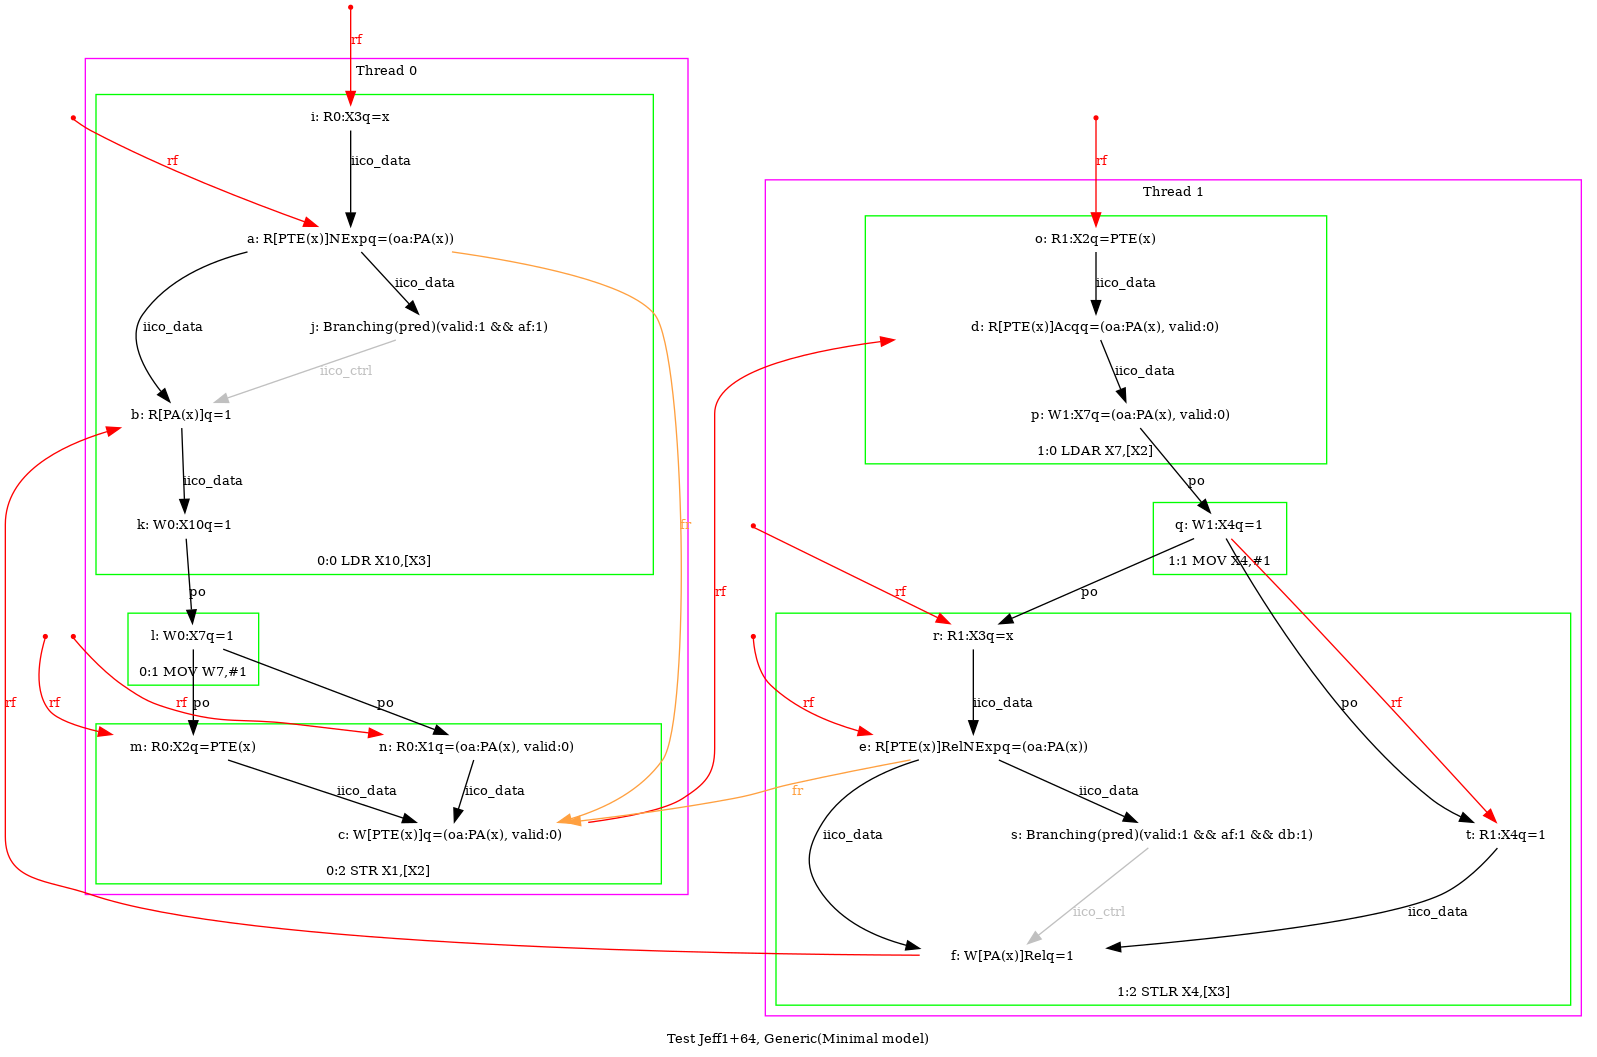 rf
Thread 0
i: R0:X3q=x
rf
iico_data
rf
Thread 1
a: R[PTE(x)]NExpq=(oa:PA(x))
o: R1:X2q=PTE(x)
iico_data
iico_data
iico_data
j: Branching(pred)(valid:1 && af:1)
d: R[PTE(x)]Acqq=(oa:PA(x), valid:0)
iico_ctrl
iico_data
b: R[PA(x)]q=1
p: W1:X7q=(oa:PA(x), valid:0)
1:0 LDAR X7,[X2]
iico_data
po
k: W0:X10q=1
fr
q: W1:X4q=1
0:0 LDR X10,[X3]
1:1 MOV X4,#1
po
rf
rf
po
l: W0:X7q=1
r: R1:X3q=x
0:1 MOV W7,#1
rf
rf
po
rf
po
rf
iico_data
po
rf
m: R0:X2q=PTE(x)
n: R0:X1q=(oa:PA(x), valid:0)
e: R[PTE(x)]RelNExpq=(oa:PA(x))
iico_data
iico_data
fr
iico_data
c: W[PTE(x)]q=(oa:PA(x), valid:0)
iico_data
s: Branching(pred)(valid:1 && af:1 && db:1)
t: R1:X4q=1
0:2 STR X1,[X2]
iico_ctrl
iico_data
f: W[PA(x)]Relq=1
1:2 STLR X4,[X3]
Test Jeff1+64, Generic(Minimal model)